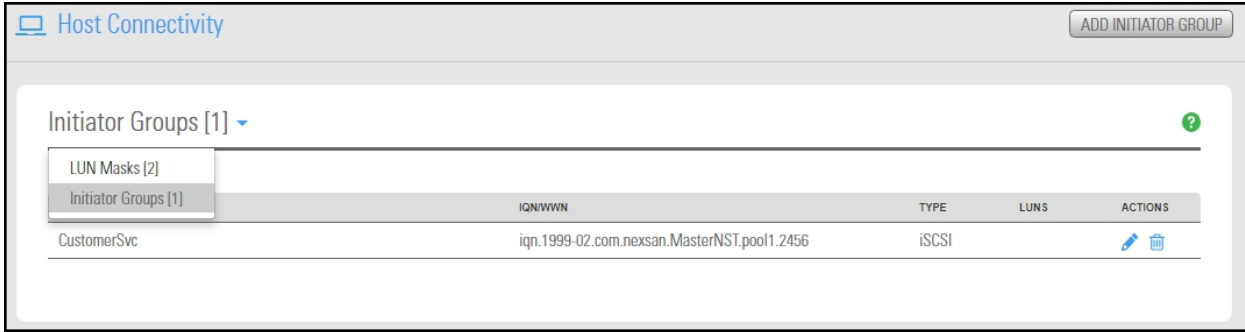 Host Connectivity
ADD INITIATOR GROUP
Initiator Groups [1]
?
LUN Masks [2]
Initiator Groups [1]
IQN/WWN TYPE LUNS ACTIONS
CustomerSvc iqn.1999-02.com.nexsan.MasterNST.pool1.2456 iSCSI